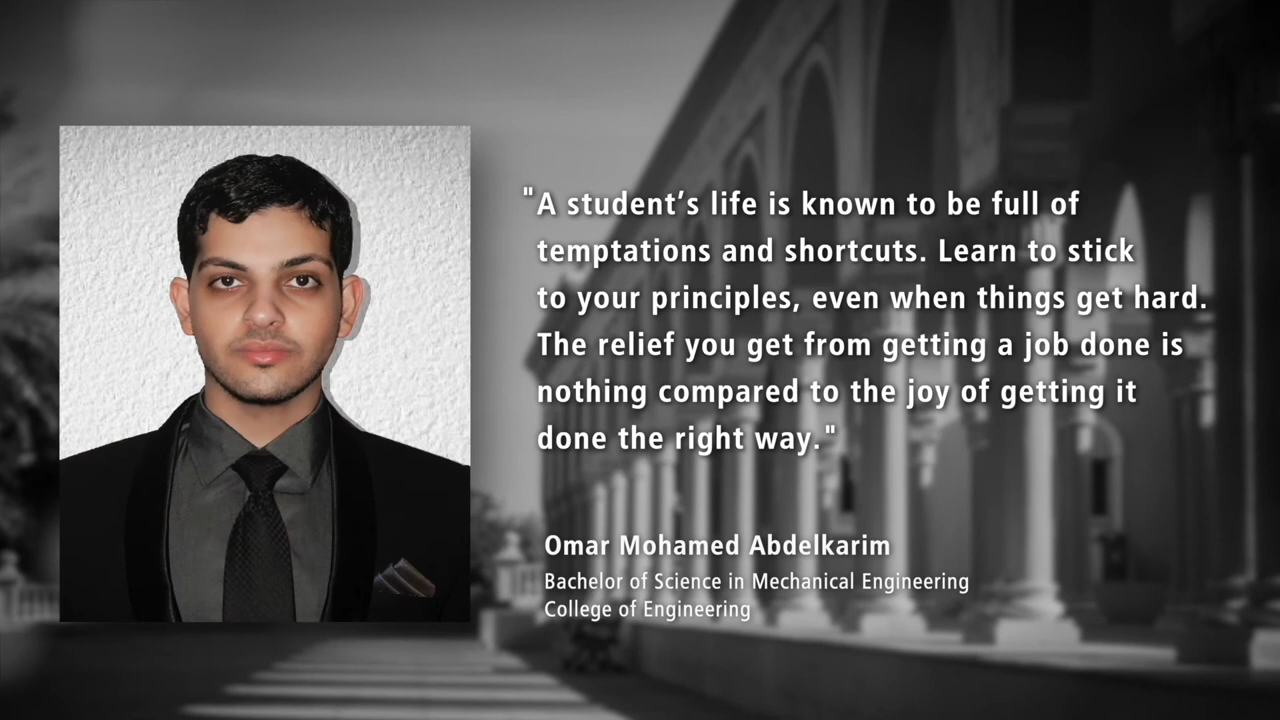 "A student’s life is known to be full of
temptations and shortcuts. Learn to stick
to your principles, even when things get hard.
The relief you get from getting a job done is
nothing compared to the joy of getting it
done the right way."
Omar Mohamed Abdelkarim
Bachelor of Science in Mechanical Engineering
College of Engineering